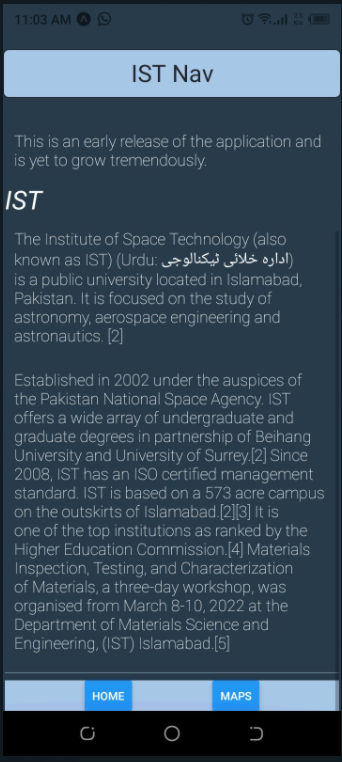 11:03 AM
IST Nav
This is an early release of the application and
is yet to grow tremendously.
IST
The Institute of Space Technology (also
known as IST) (Urdu: ادارہ خلائی ٹیکنالوجی)
is a public university located in Islamabad,
Pakistan. It is focused on the study of
astronomy, aerospace engineering and
astronautics. [2]
Established in 2002 under the auspices of
the Pakistan National Space Agency. IST
offers a wide array of undergraduate and
graduate degrees in partnership of Beihang
University and University of Surrey.[2] Since
2008, IST has an ISO certified management
standard. IST is based on a 573 acre campus
on the outskirts of Islamabad.[2][3] It is
one of the top institutions as ranked by the
Higher Education Commission.[4] Materials
Inspection, Testing, and Characterization
of Materials, a three-day workshop, was
organised from March 8-10, 2022 at the
Department of Materials Science and
Engineering, (IST) Islamabad.[5]
HOME MAPS